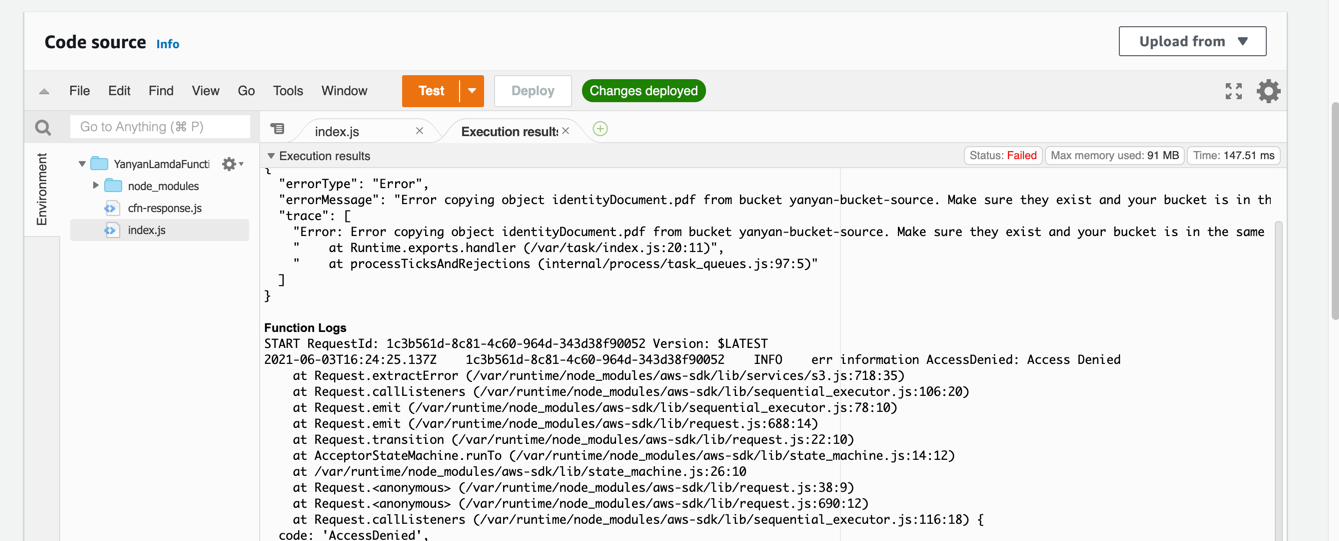 Code source Info
Upload from
File Edit Find View Go Tools Window
Test
Deploy
Changes deployed
Go to Anything (⌘ P)
index.js
Execution results
Environment
YanyanLamdaFuncti
node_modules
cfn-response.js
index.js
Execution results
Status: Failed
Max memory used: 91 MB
Time: 147.51 ms
{
"errorType": "Error",
"errorMessage": "Error copying object identityDocument.pdf from bucket yanyan-bucket-source. Make sure they exist and your bucket is in th
"trace": [
"Error: Error copying object identityDocument.pdf from bucket yanyan-bucket-source. Make sure they exist and your bucket is in the same
"    at Runtime.exports.handler (/var/task/index.js:20:11)",
"    at processTicksAndRejections (internal/process/task_queues.js:97:5)"
]
}
Function Logs
START RequestId: 1c3b561d-8c81-4c60-964d-343d38f90052 Version: $LATEST
2021-06-03T16:24:25.137Z    1c3b561d-8c81-4c60-964d-343d38f90052    INFO    err information AccessDenied: Access Denied
at Request.extractError (/var/runtime/node_modules/aws-sdk/lib/services/s3.js:718:35)
at Request.callListeners (/var/runtime/node_modules/aws-sdk/lib/sequential_executor.js:106:20)
at Request.emit (/var/runtime/node_modules/aws-sdk/lib/sequential_executor.js:78:10)
at Request.emit (/var/runtime/node_modules/aws-sdk/lib/request.js:688:14)
at Request.transition (/var/runtime/node_modules/aws-sdk/lib/request.js:22:10)
at AcceptorStateMachine.runTo (/var/runtime/node_modules/aws-sdk/lib/state_machine.js:14:12)
at /var/runtime/node_modules/aws-sdk/lib/state_machine.js:26:10
at Request.<anonymous> (/var/runtime/node_modules/aws-sdk/lib/request.js:38:9)
at Request.<anonymous> (/var/runtime/node_modules/aws-sdk/lib/request.js:690:12)
at Request.callListeners (/var/runtime/node_modules/aws-sdk/lib/sequential_executor.js:116:18) {
code: 'AccessDenied',